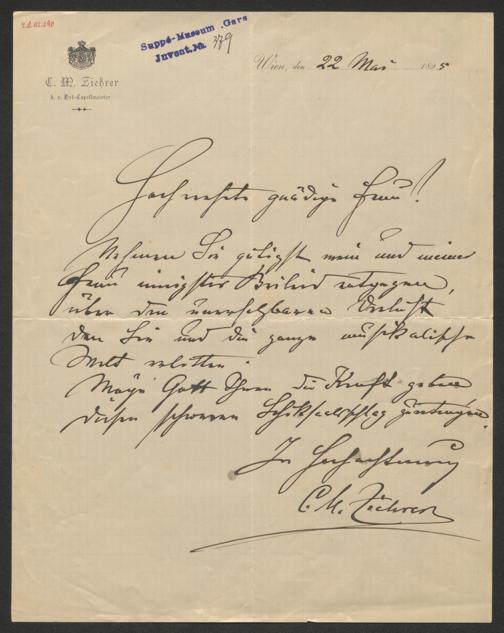 Suppé-Museum Gars
Invent.№ 379
C. M. Ziehrer
k. u. k. Hof-Capellmeister
Wien, den 22 Mai 1895
Hochverehrte gnädige Frau!
Nehmen Sie gütigst mein und meiner
Frau innigstes Beileid entgegen,
über den unersetzbaren Verlust
den Sie und die ganze musikalische
Welt erlitten.
Möge Gott Ihnen die Kraft geben
diesen schweren Schiksalsschlag zu ertragen.
In Hochachtung
C. M. Ziehrer